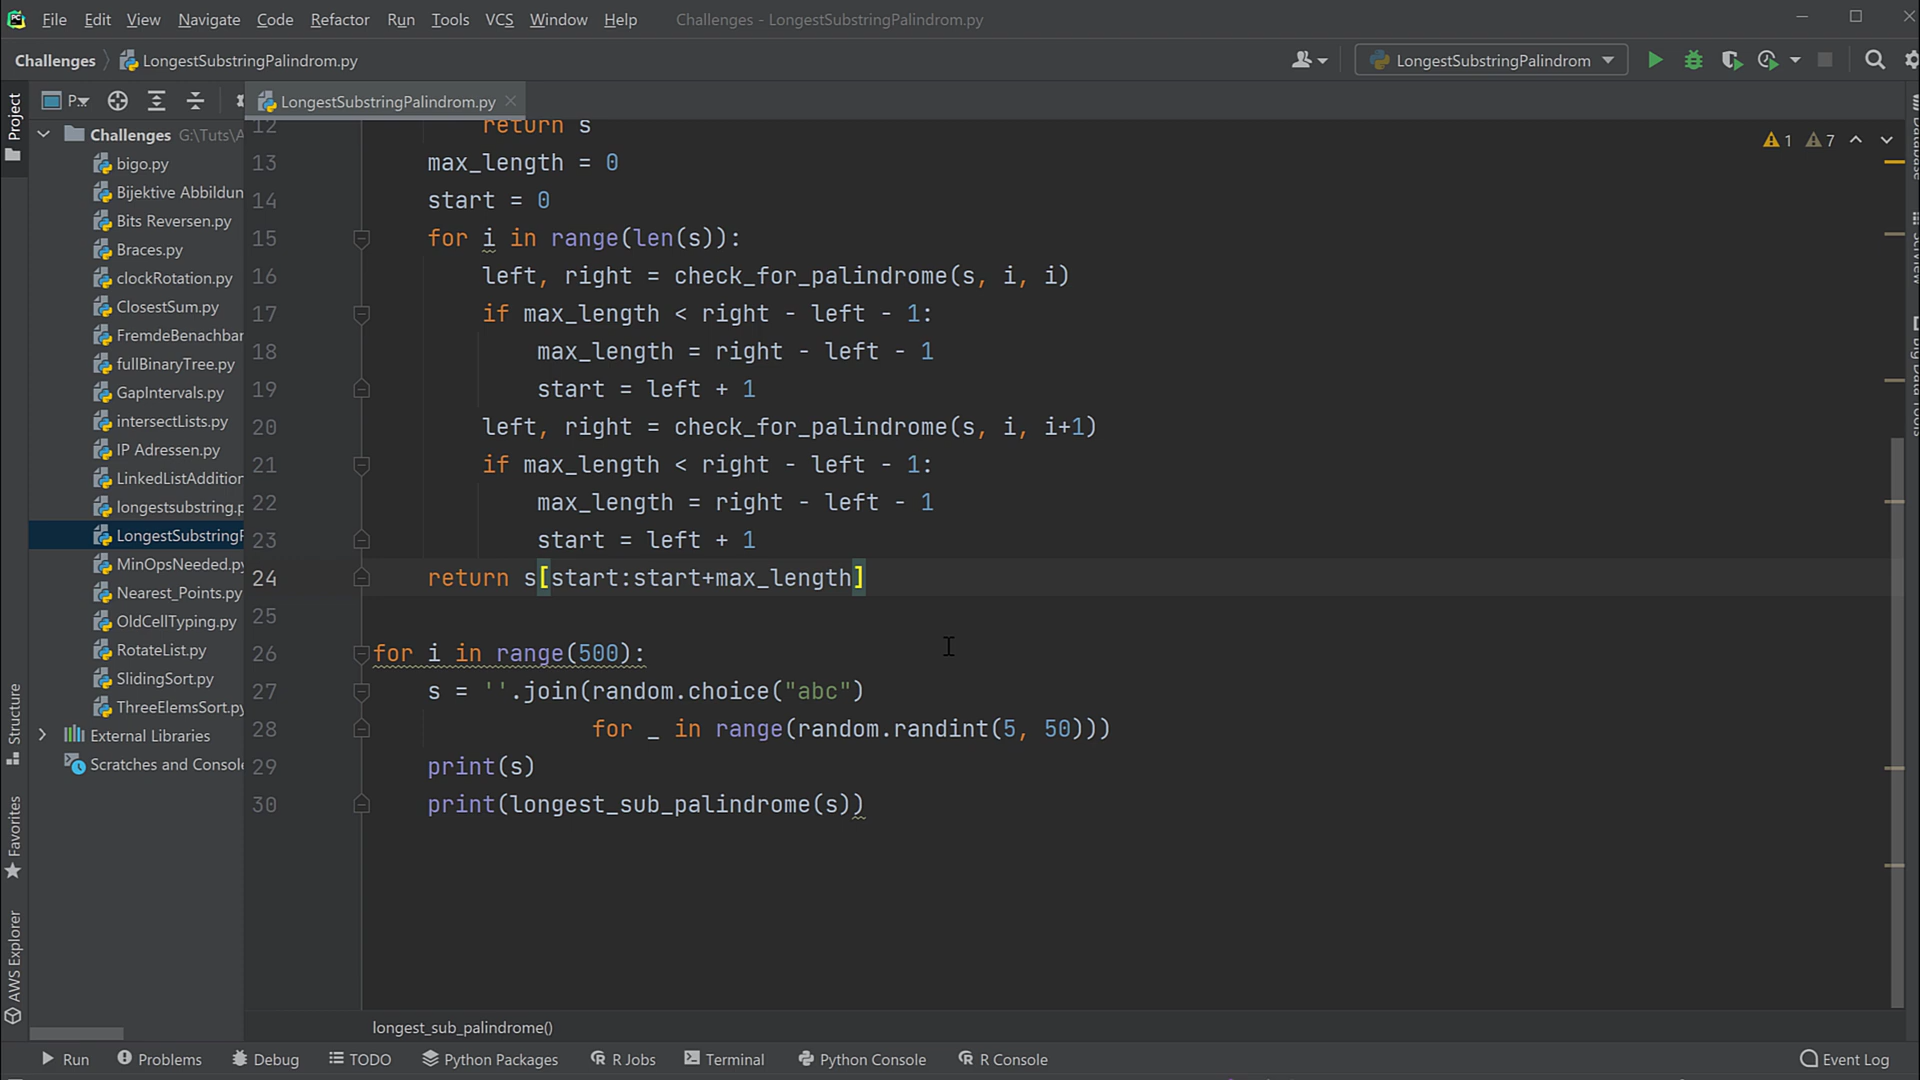 File Edit View Navigate Code Refactor Run Tools VCS Window Help Challenges - LongestSubstringPalindrom.py
Challenges LongestSubstringPalindrom.py LongestSubstringPalindrom
Project P... LongestSubstringPalindrom.py
Challenges G:\Tuts\A
bigo.py
Bijektive Abbildun
Bits Reversen.py
Braces.py
clockRotation.py
ClosestSum.py
FremdeBenachbar
fullBinaryTree.py
GapIntervals.py
intersectLists.py
IP Adressen.py
LinkedListAddition
longestsubstring.p
LongestSubstringP
MinOpsNeeded.py
Nearest_Points.py
OldCellTyping.py
RotateList.py
SlidingSort.py
ThreeElemsSort.py
External Libraries
Scratches and Console
Structure
Favorites
AWS Explorer
12 return s
13 max_length = 0
14 start = 0
15 for i in range(len(s)):
16 left, right = check_for_palindrome(s, i, i)
17 if max_length < right - left - 1:
18 max_length = right - left - 1
19 start = left + 1
20 left, right = check_for_palindrome(s, i, i+1)
21 if max_length < right - left - 1:
22 max_length = right - left - 1
23 start = left + 1
24 return s[start:start+max_length]
25
26 for i in range(500):
27 s = ''.join(random.choice("abc")
28 for _ in range(random.randint(5, 50)))
29 print(s)
30 print(longest_sub_palindrome(s))
1 7
longest_sub_palindrome()
Run Problems Debug TODO Python Packages R Jobs Terminal Python Console R Console Event Log